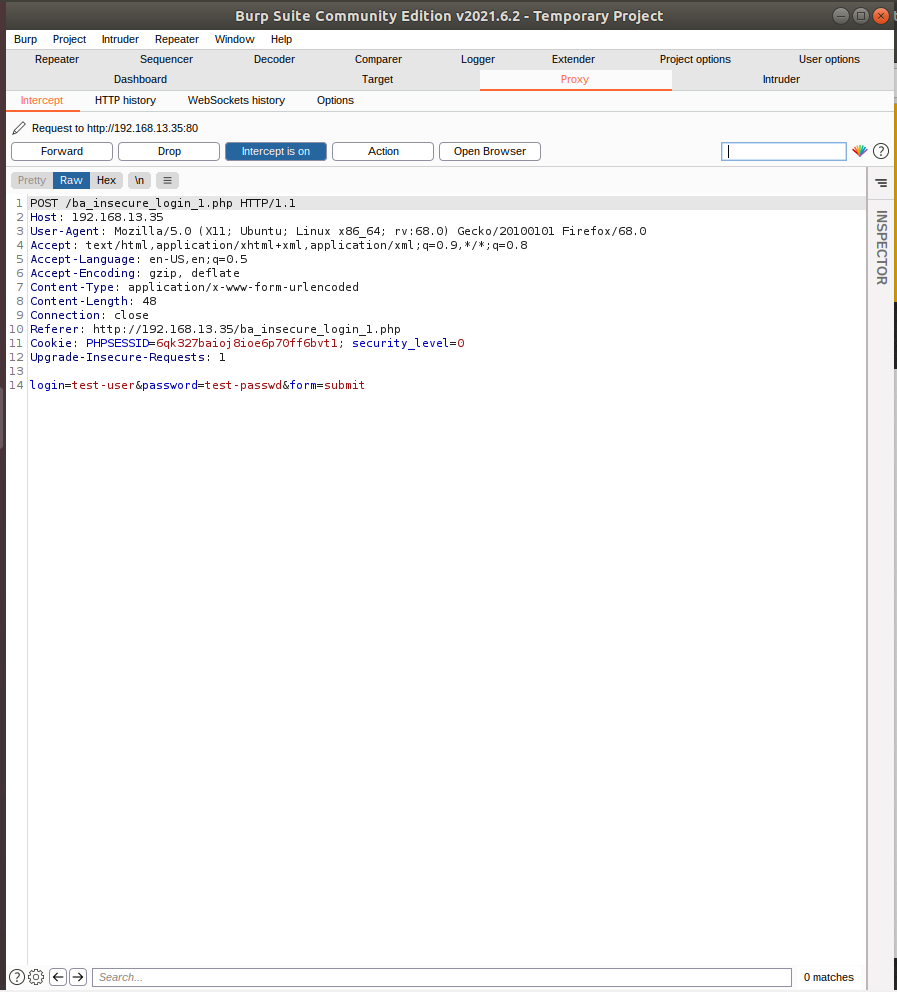 Burp Suite Community Edition v2021.6.2 - Temporary Project
Burp Project Intruder Repeater Window Help
Repeater Sequencer Decoder Comparer Logger Extender Project options User options
Dashboard Target Proxy Intruder
Intercept HTTP history WebSockets history Options
Request to http://192.168.13.35:80
Forward Drop Intercept is on Action Open Browser
Pretty Raw Hex \n
INSPECTOR
1 POST /ba_insecure_login_1.php HTTP/1.1
2 Host: 192.168.13.35
3 User-Agent: Mozilla/5.0 (X11; Ubuntu; Linux x86_64; rv:68.0) Gecko/20100101 Firefox/68.0
4 Accept: text/html,application/xhtml+xml,application/xml;q=0.9,*/*;q=0.8
5 Accept-Language: en-US,en;q=0.5
6 Accept-Encoding: gzip, deflate
7 Content-Type: application/x-www-form-urlencoded
8 Content-Length: 48
9 Connection: close
10 Referer: http://192.168.13.35/ba_insecure_login_1.php
11 Cookie: PHPSESSID=6qk327baioj8ioe6p70ff6bvt1; security_level=0
12 Upgrade-Insecure-Requests: 1
13
14 login=test-user&password=test-passwd&form=submit
Search... 0 matches